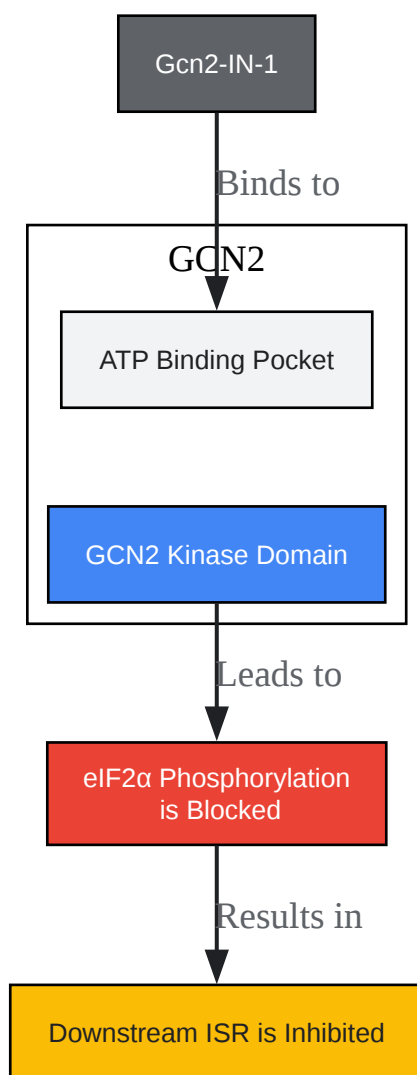 Gcn2-IN-1
Binds to
GCN2
ATP Binding Pocket
GCN2 Kinase Domain
Leads to
eIF2α Phosphorylation
is Blocked
Results in
Downstream ISR is Inhibited